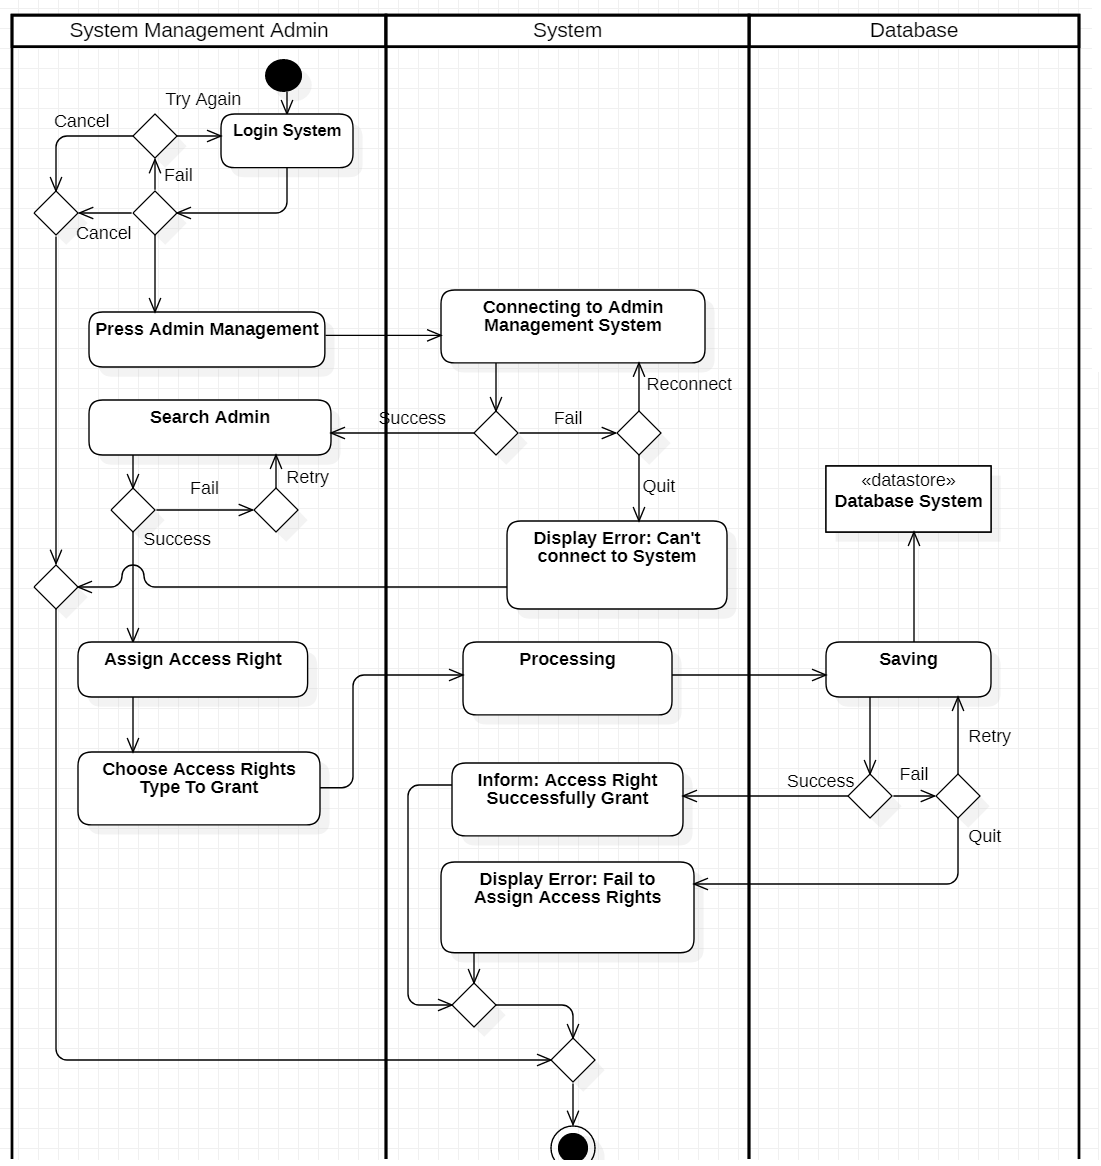 System Management Admin
System
Database
Try Again
Cancel
Login System
Fail
Cancel
Press Admin Management
Connecting to Admin
Management System
Reconnect
Search Admin
Success
Fail
Retry
Fail
Quit
Success
«datastore»
Database System
Display Error: Can't
connect to System
Assign Access Right
Processing
Saving
Retry
Choose Access Rights
Type To Grant
Inform: Access Right
Successfully Grant
Success
Fail
Quit
Display Error: Fail to
Assign Access Rights